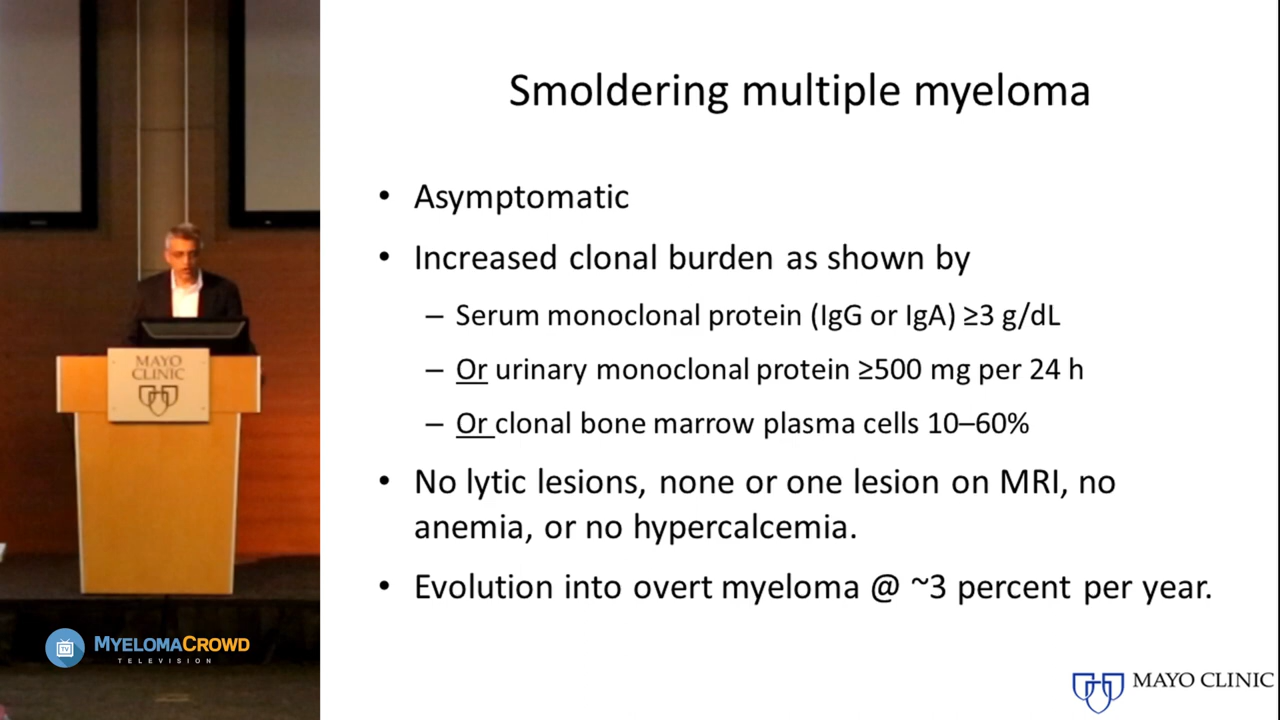 Smoldering multiple myeloma
• Asymptomatic
• Increased clonal burden as shown by
– Serum monoclonal protein (IgG or IgA) ≥3 g/dL
– Or urinary monoclonal protein ≥500 mg per 24 h
– Or clonal bone marrow plasma cells 10–60%
• No lytic lesions, none or one lesion on MRI, no
anemia, or no hypercalcemia.
• Evolution into overt myeloma @ ~3 percent per year.
MAYO CLINIC
MAYO
CLINIC
TV
MYELOMACROWD
TELEVISION